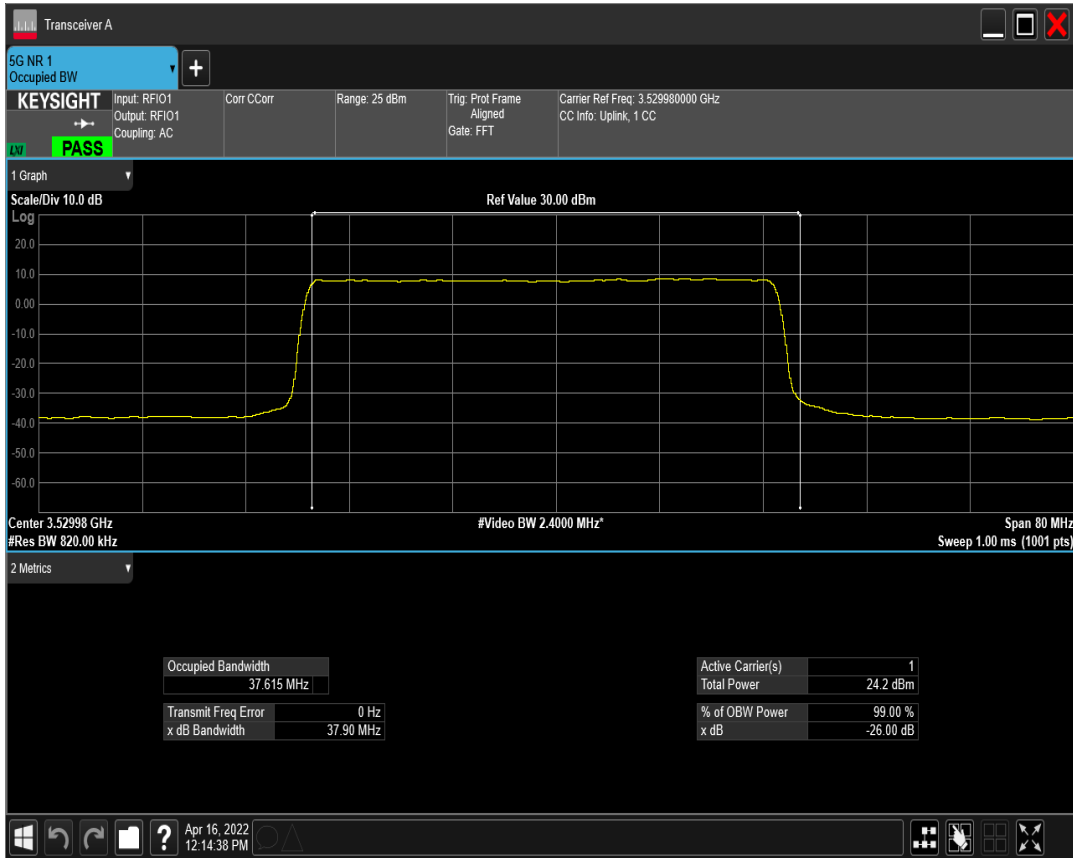 Transceiver A
5G NR 1
Occupied BW
KEYSIGHT
LXI
PASS
Input: RFIO1
Output: RFIO1
Coupling: AC
Corr CCorr
Range: 25 dBm
Trig: Prot Frame
Aligned
Gate: FFT
Carrier Ref Freq: 3.529980000 GHz
CC Info: Uplink, 1 CC
1 Graph
Scale/Div 10.0 dB
Ref Value 30.00 dBm
Log
20.0
10.0
0.00
-10.0
-20.0
-30.0
-40.0
-50.0
-60.0
Center 3.52998 GHz
#Video BW 2.4000 MHz*
Span 80 MHz
#Res BW 820.00 kHz
Sweep 1.00 ms (1001 pts)
2 Metrics
Occupied Bandwidth
37.615 MHz
Transmit Freq Error 0 Hz
x dB Bandwidth 37.90 MHz
Active Carrier(s) 1
Total Power 24.2 dBm
% of OBW Power 99.00 %
x dB -26.00 dB
?
Apr 16, 2022
12:14:38 PM